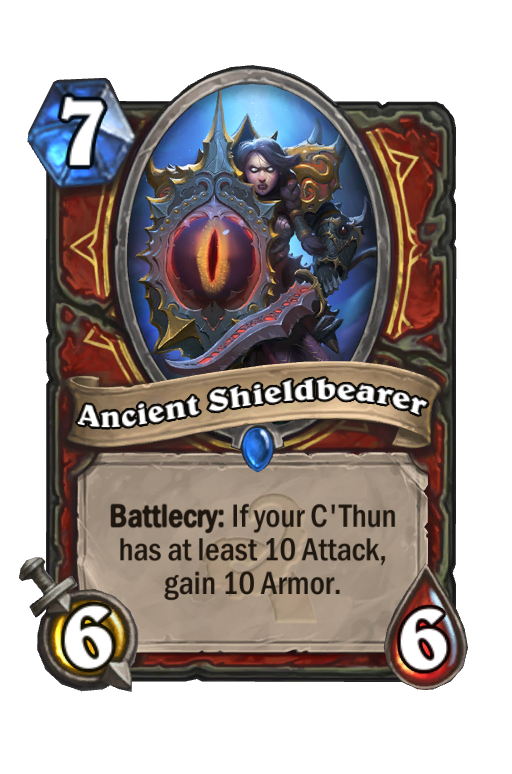 7
Ancient Shieldbearer
Battlecry: If your C'Thun
has at least 10 Attack,
gain 10 Armor.
6
6